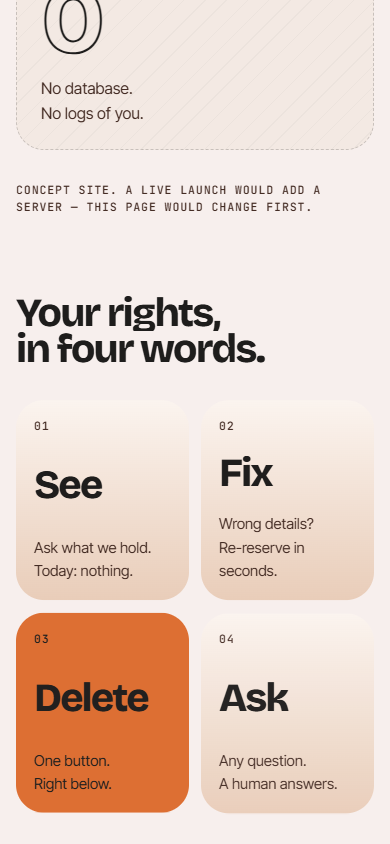 0
No database.
No logs of you.
CONCEPT SITE. A LIVE LAUNCH WOULD ADD A
SERVER — THIS PAGE WOULD CHANGE FIRST.
Your rights,
in four words.
01
See
Ask what we hold.
Today: nothing.
02
Fix
Wrong details?
Re-reserve in
seconds.
03
Delete
One button.
Right below.
04
Ask
Any question.
A human answers.